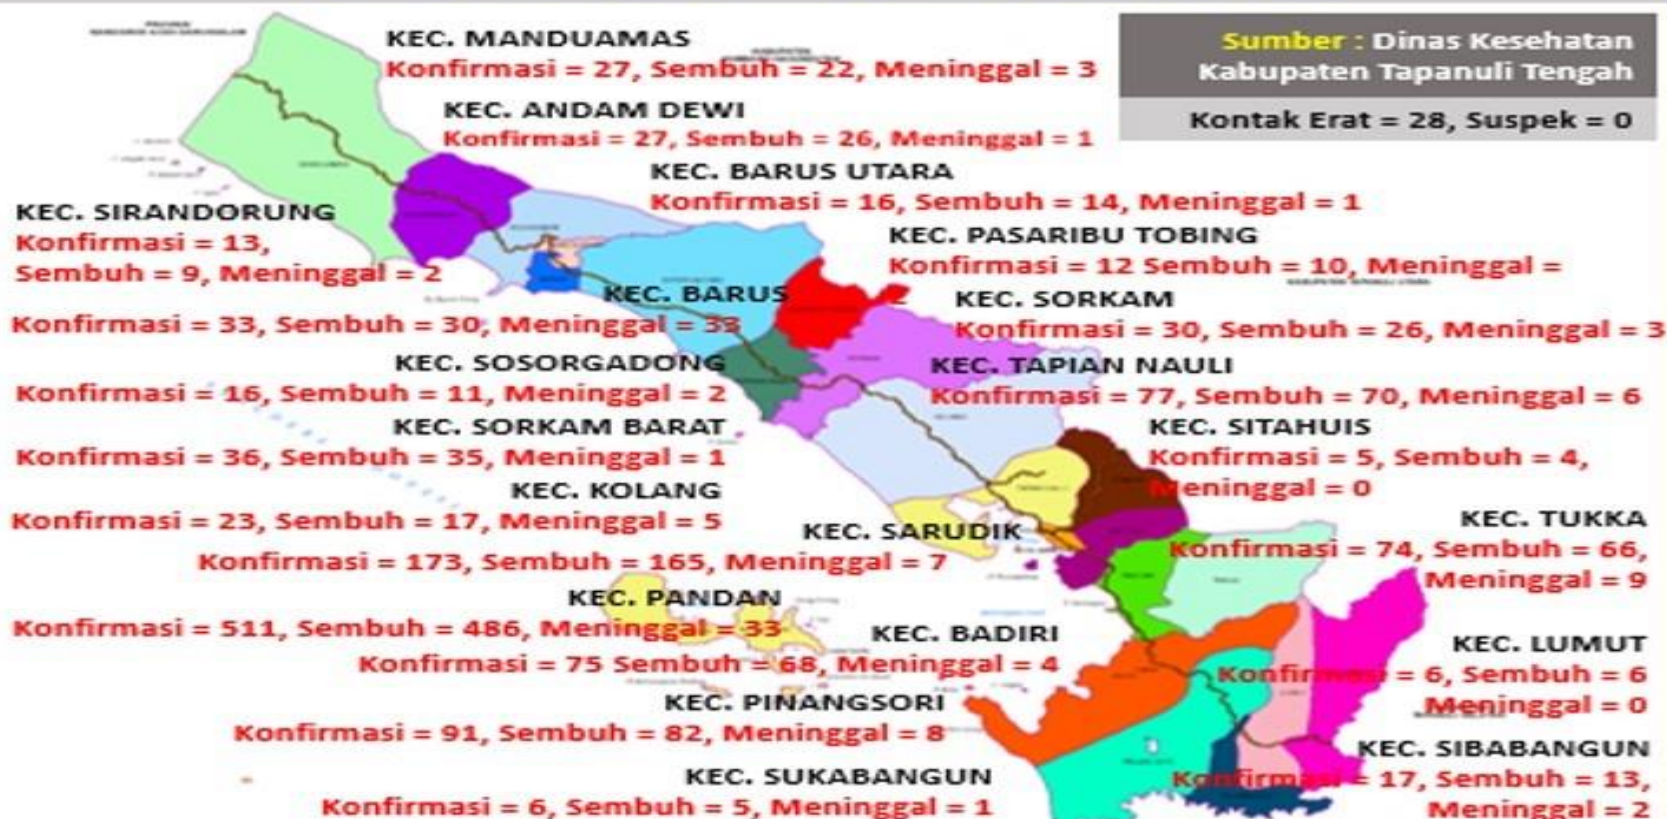 KEC. MANDUAMAS
Konfirmasi = 27, Sembuh = 22, Meninggal = 3
Sumber : Dinas Kesehatan
Kabupaten Tapanuli Tengah
Kontak Erat = 28, Suspek = 0
KEC. ANDAM DEWI
Konfirmasi = 27, Sembuh = 26, Meninggal = 1
KEC. BARUS UTARA
Konfirmasi = 16, Sembuh = 14, Meninggal = 1
KEC. SIRANDORUNG
Konfirmasi = 13,
Sembuh = 9, Meninggal = 2
KEC. PASARIBU TOBING
Konfirmasi = 12 Sembuh = 10, Meninggal =
2
KEC. BARUS
Konfirmasi = 33, Sembuh = 30, Meninggal = 33
KEC. SORKAM
Konfirmasi = 30, Sembuh = 26, Meninggal = 3
KEC. SOSORGADONG
Konfirmasi = 16, Sembuh = 11, Meninggal = 2
KEC. TAPIAN NAULI
Konfirmasi = 77, Sembuh = 70, Meninggal = 6
KEC. SORKAM BARAT
Konfirmasi = 36, Sembuh = 35, Meninggal = 1
KEC. SITAHUIS
Konfirmasi = 5, Sembuh = 4,
Meninggal = 0
KEC. KOLANG
Konfirmasi = 23, Sembuh = 17, Meninggal = 5
KEC. SARUDIK
Konfirmasi = 173, Sembuh = 165, Meninggal = 7
KEC. TUKKA
Konfirmasi = 74, Sembuh = 66,
Meninggal = 9
KEC. PANDAN
Konfirmasi = 511, Sembuh = 486, Meninggal = 33
KEC. BADIRI
Konfirmasi = 75 Sembuh = 68, Meninggal = 4
KEC. LUMUT
Konfirmasi = 6, Sembuh = 6
Meninggal = 0
KEC. PINANGSORI
Konfirmasi = 91, Sembuh = 82, Meninggal = 8
KEC. SIBABANGUN
Konfirmasi = 17, Sembuh = 13,
Meninggal = 2
KEC. SUKABANGUN
Konfirmasi = 6, Sembuh = 5, Meninggal = 1